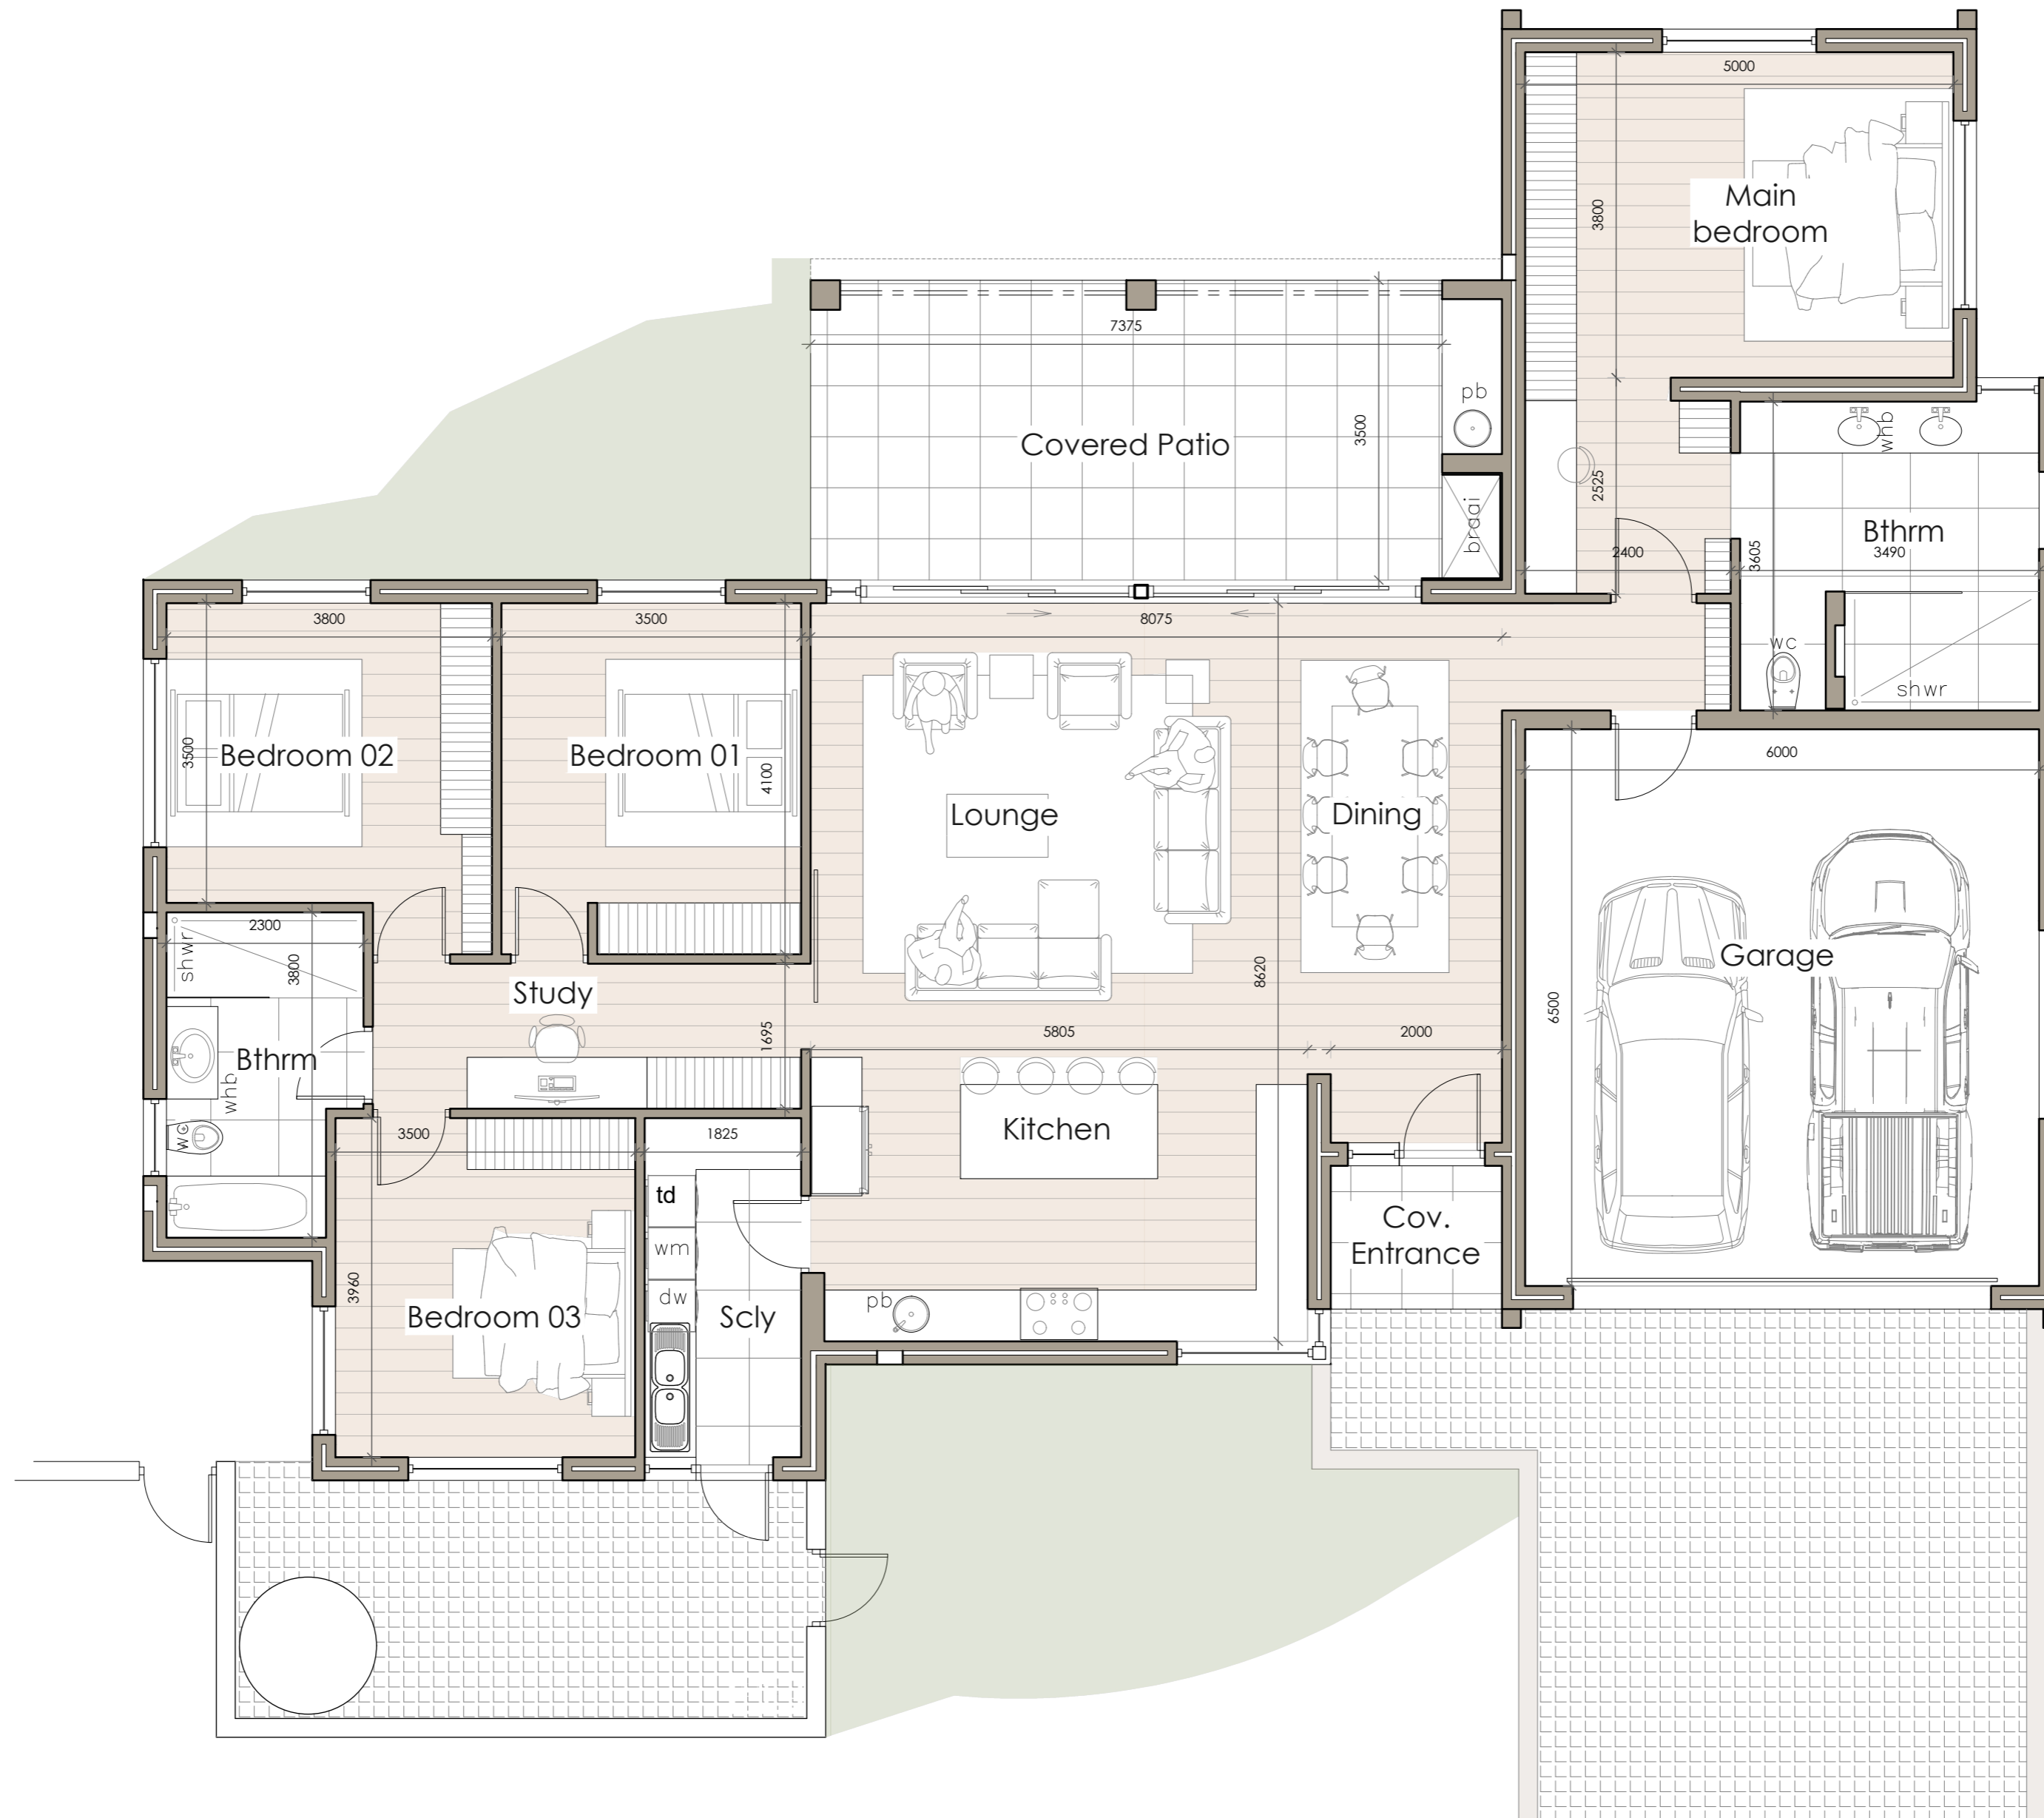 5000
Main
bedroom
3800
7375
pb
Covered Patio
3500
braai
2525
whb
Bthrm
3490
2400
3605
wc
shwr
3800
3500
8075
6000
3500
Bedroom 02
Bedroom 01
4100
Lounge
Dining
Garage
2300
shwr
3800
Study
8620
6500
1695
5805
2000
Bthrm
whb
wc
3500
1825
Kitchen
td
wm
dw
Scly
pb
Cov.
Entrance
3960
Bedroom 03